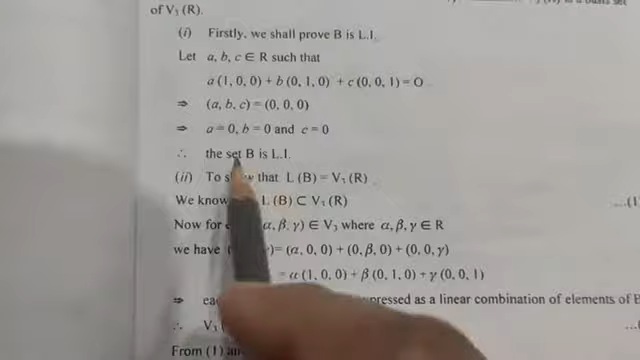 is a basis set
of V₃ (R).
(i) Firstly, we shall prove B is L.I.
Let a, b, c ∈ R such that
a (1, 0, 0) + b (0, 1, 0) + c (0, 0, 1) = O
⇒ (a, b, c) = (0, 0, 0)
⇒ a = 0, b = 0 and c = 0
∴ the set B is L.I.
(ii) To that L (B) = V₃ (R)
We know L (B) ⊂ V₃ (R) ...(1
Now for α, β, γ) ∈ V₃ where α, β, γ ∈ R
we have = (α, 0, 0) + (0, β, 0) + (0, 0, γ)
= α (1, 0, 0) + β (0, 1, 0) + γ (0, 0, 1)
⇒ as a linear combination of elements of B
∴ V₃
From (1)